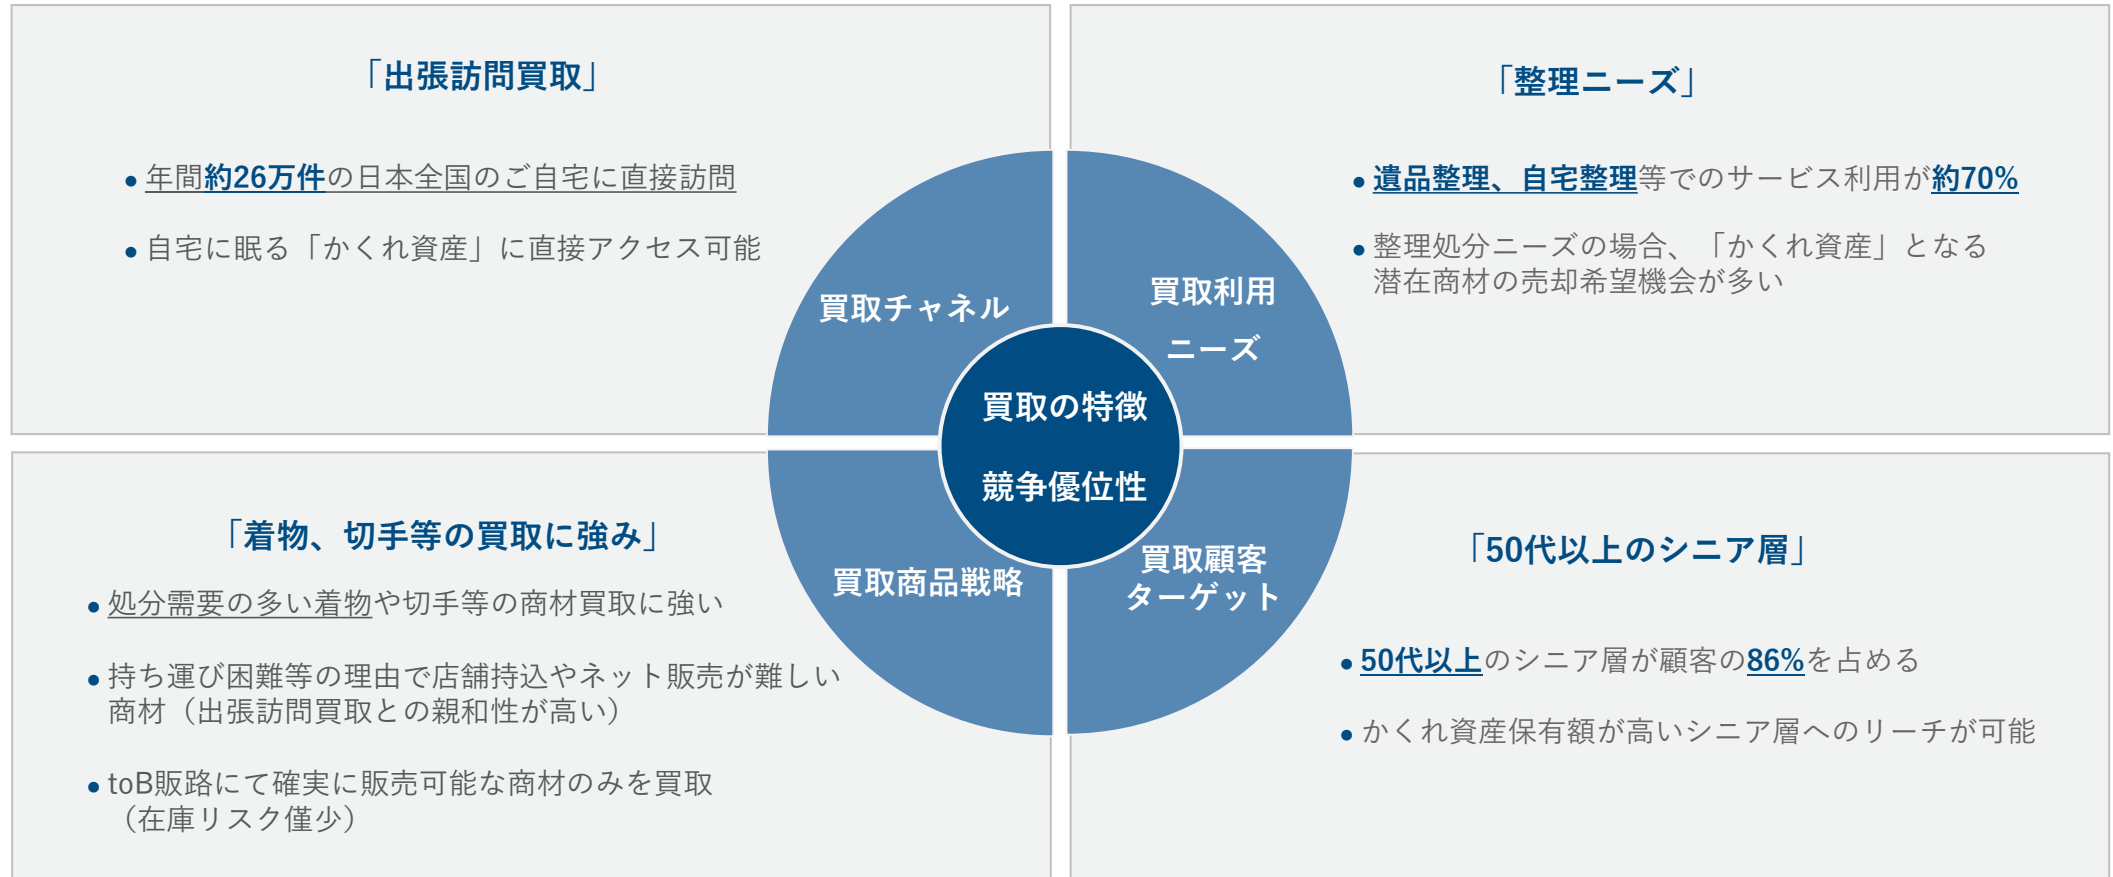 「出張訪問買取」
● 年間約26万件の日本全国のご自宅に直接訪問
● 自宅に眠る「かくれ資産」に直接アクセス可能
「整理ニーズ」
● 遺品整理、自宅整理等でのサービス利用が約70%
● 整理処分ニーズの場合、「かくれ資産」となる
潜在商材の売却希望機会が多い
買取チャネル
買取利用
ニーズ
買取の特徴
競争優位性
買取商品戦略
買取顧客
ターゲット
「着物、切手等の買取に強み」
● 処分需要の多い着物や切手等の商材買取に強い
● 持ち運び困難等の理由で店舗持込やネット販売が難しい
商材（出張訪問買取との親和性が高い）
● toB販路にて確実に販売可能な商材のみを買取
（在庫リスク僅少）
「50代以上のシニア層」
● 50代以上のシニア層が顧客の86%を占める
● かくれ資産保有額が高いシニア層へのリーチが可能